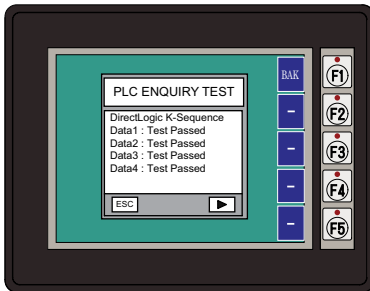 PLC ENQUIRY TEST
DirectLogic K-Sequence
Data1 : Test Passed
Data2 : Test Passed
Data3 : Test Passed
Data4 : Test Passed
ESC
BAK
–
–
–
–
F1
F2
F3
F4
F5